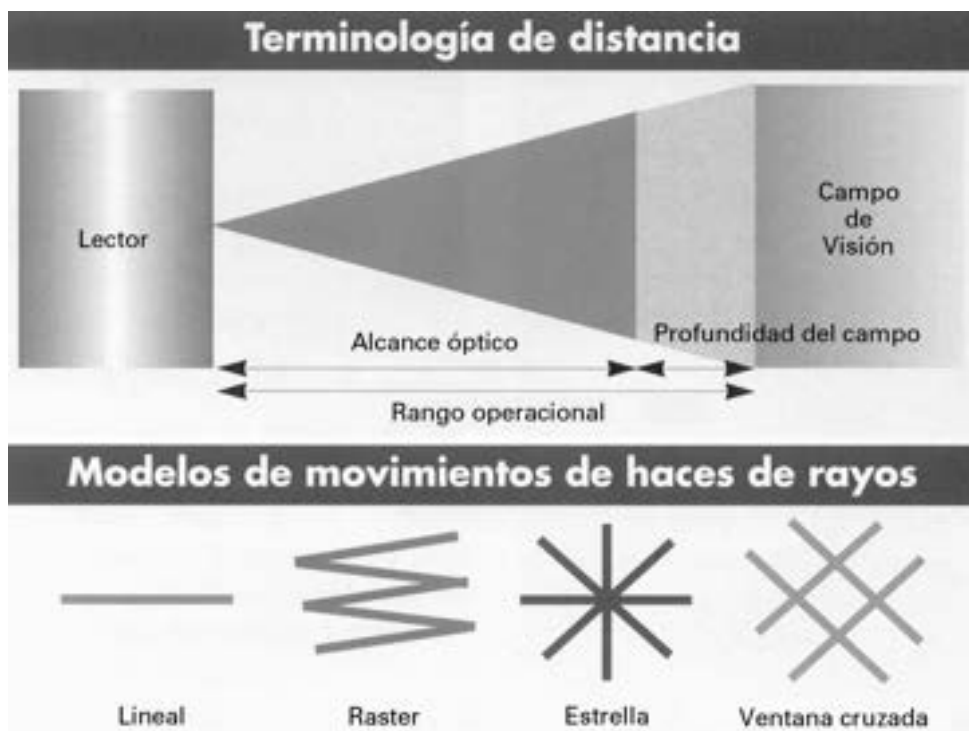 Terminología de distancia
Lector
Campo
de
Visión
Alcance óptico
Profundidad del campo
Rango operacional
Modelos de movimientos de haces de rayos
Lineal
Raster
Estrella
Ventana cruzada